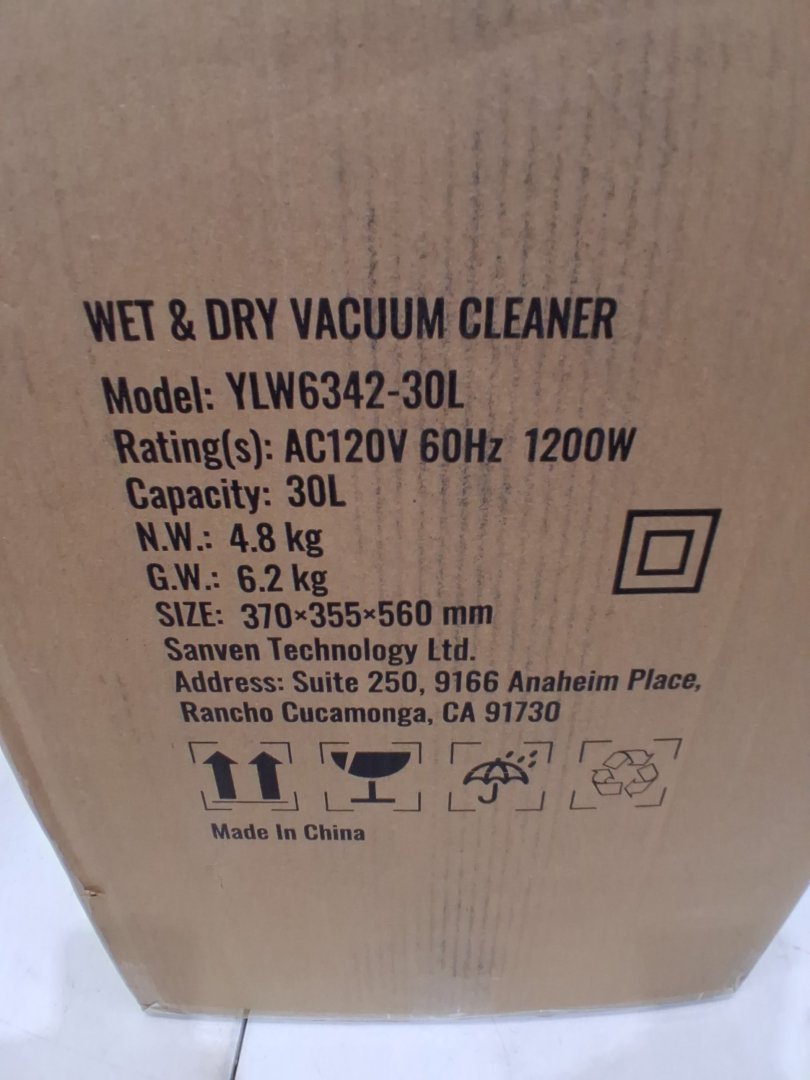 WET & DRY VACUUM CLEANER
Model: YLW6342-30L
Rating(s): AC120V 60Hz 1200W
Capacity: 30L
N.W.: 4.8 kg
G.W.: 6.2 kg
SIZE: 370×355×560 mm
Sanven Technology Ltd.
Address: Suite 250, 9166 Anaheim Place,
Rancho Cucamonga, CA 91730
Made In China